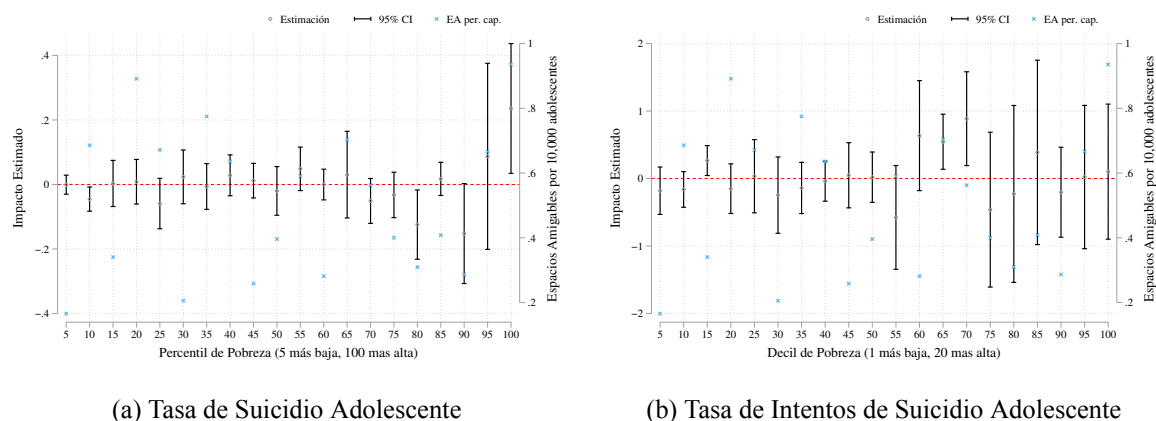 Estimación 95% CI EA per. cap.
.4
.2
0
-.2
-.4
Impacto Estimado
1
.8
.6
.4
.2
Espacios Amigables por 10,000 adolescentes
5 10 15 20 25 30 35 40 45 50 55 60 65 70 75 80 85 90 95 100
Percentil de Pobreza (5 más baja, 100 mas alta)
(a) Tasa de Suicidio Adolescente
Estimación 95% CI EA per. cap.
2
1
0
-1
-2
Impacto Estimado
1
.8
.6
.4
.2
Espacios Amigables por 10,000 adolescentes
5 10 15 20 25 30 35 40 45 50 55 60 65 70 75 80 85 90 95 100
Decil de Pobreza (1 más baja, 20 mas alta)
(b) Tasa de Intentos de Suicidio Adolescente